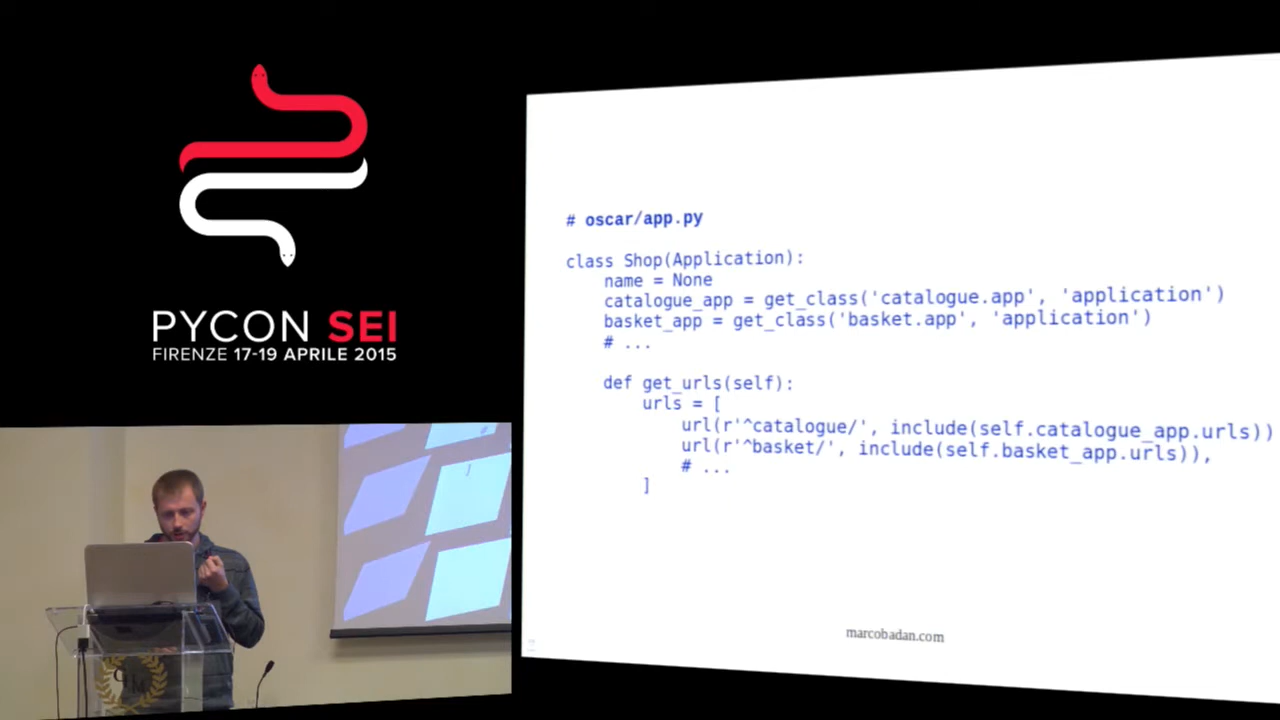 PYCON SEI
FIRENZE 17-19 APRILE 2015
# oscar/app.py
class Shop(Application):
name = None
catalogue_app = get_class('catalogue.app', 'application')
basket_app = get_class('basket.app', 'application')
# ...
def get_urls(self):
urls = [
url(r'^catalogue/', include(self.catalogue_app.urls))
url(r'^basket/', include(self.basket_app.urls)),
# ...
]
marcobadan.com